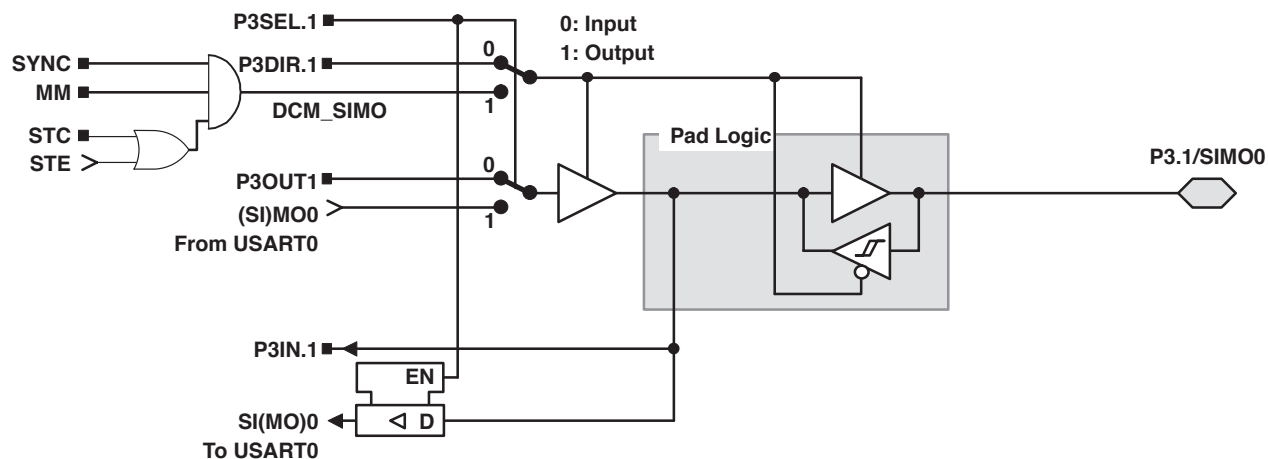 P3SEL.1
0: Input
1: Output
SYNC
P3DIR.1
0
MM
DCM_SIMO
1
STC
STE
Pad Logic
P3.1/SIMO0
P3OUT1
0
(SI)MO0
1
From USART0
P3IN.1
EN
SI(MO)0
D
To USART0